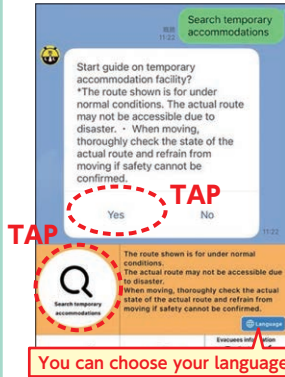 Search temporary
accommodations
既読
11:22
Start guide on temporary
accommodation facility?
*The route shown is for under
normal conditions. The actual route
may not be accessible due to
disaster. ・ When moving,
thoroughly check the state of the
actual route and refrain from
moving if safety cannot be
confirmed.
TAP
Yes
No
11:22
TAP
The route shown is for under normal
conditions.
The actual route may not be accessible due
to disaster.
When moving, thoroughly check the actual
state of the actual route and refrain from
moving if safety cannot be confirmed.
Search temporary
accommodations
Language
Evacuees information
You can choose your language